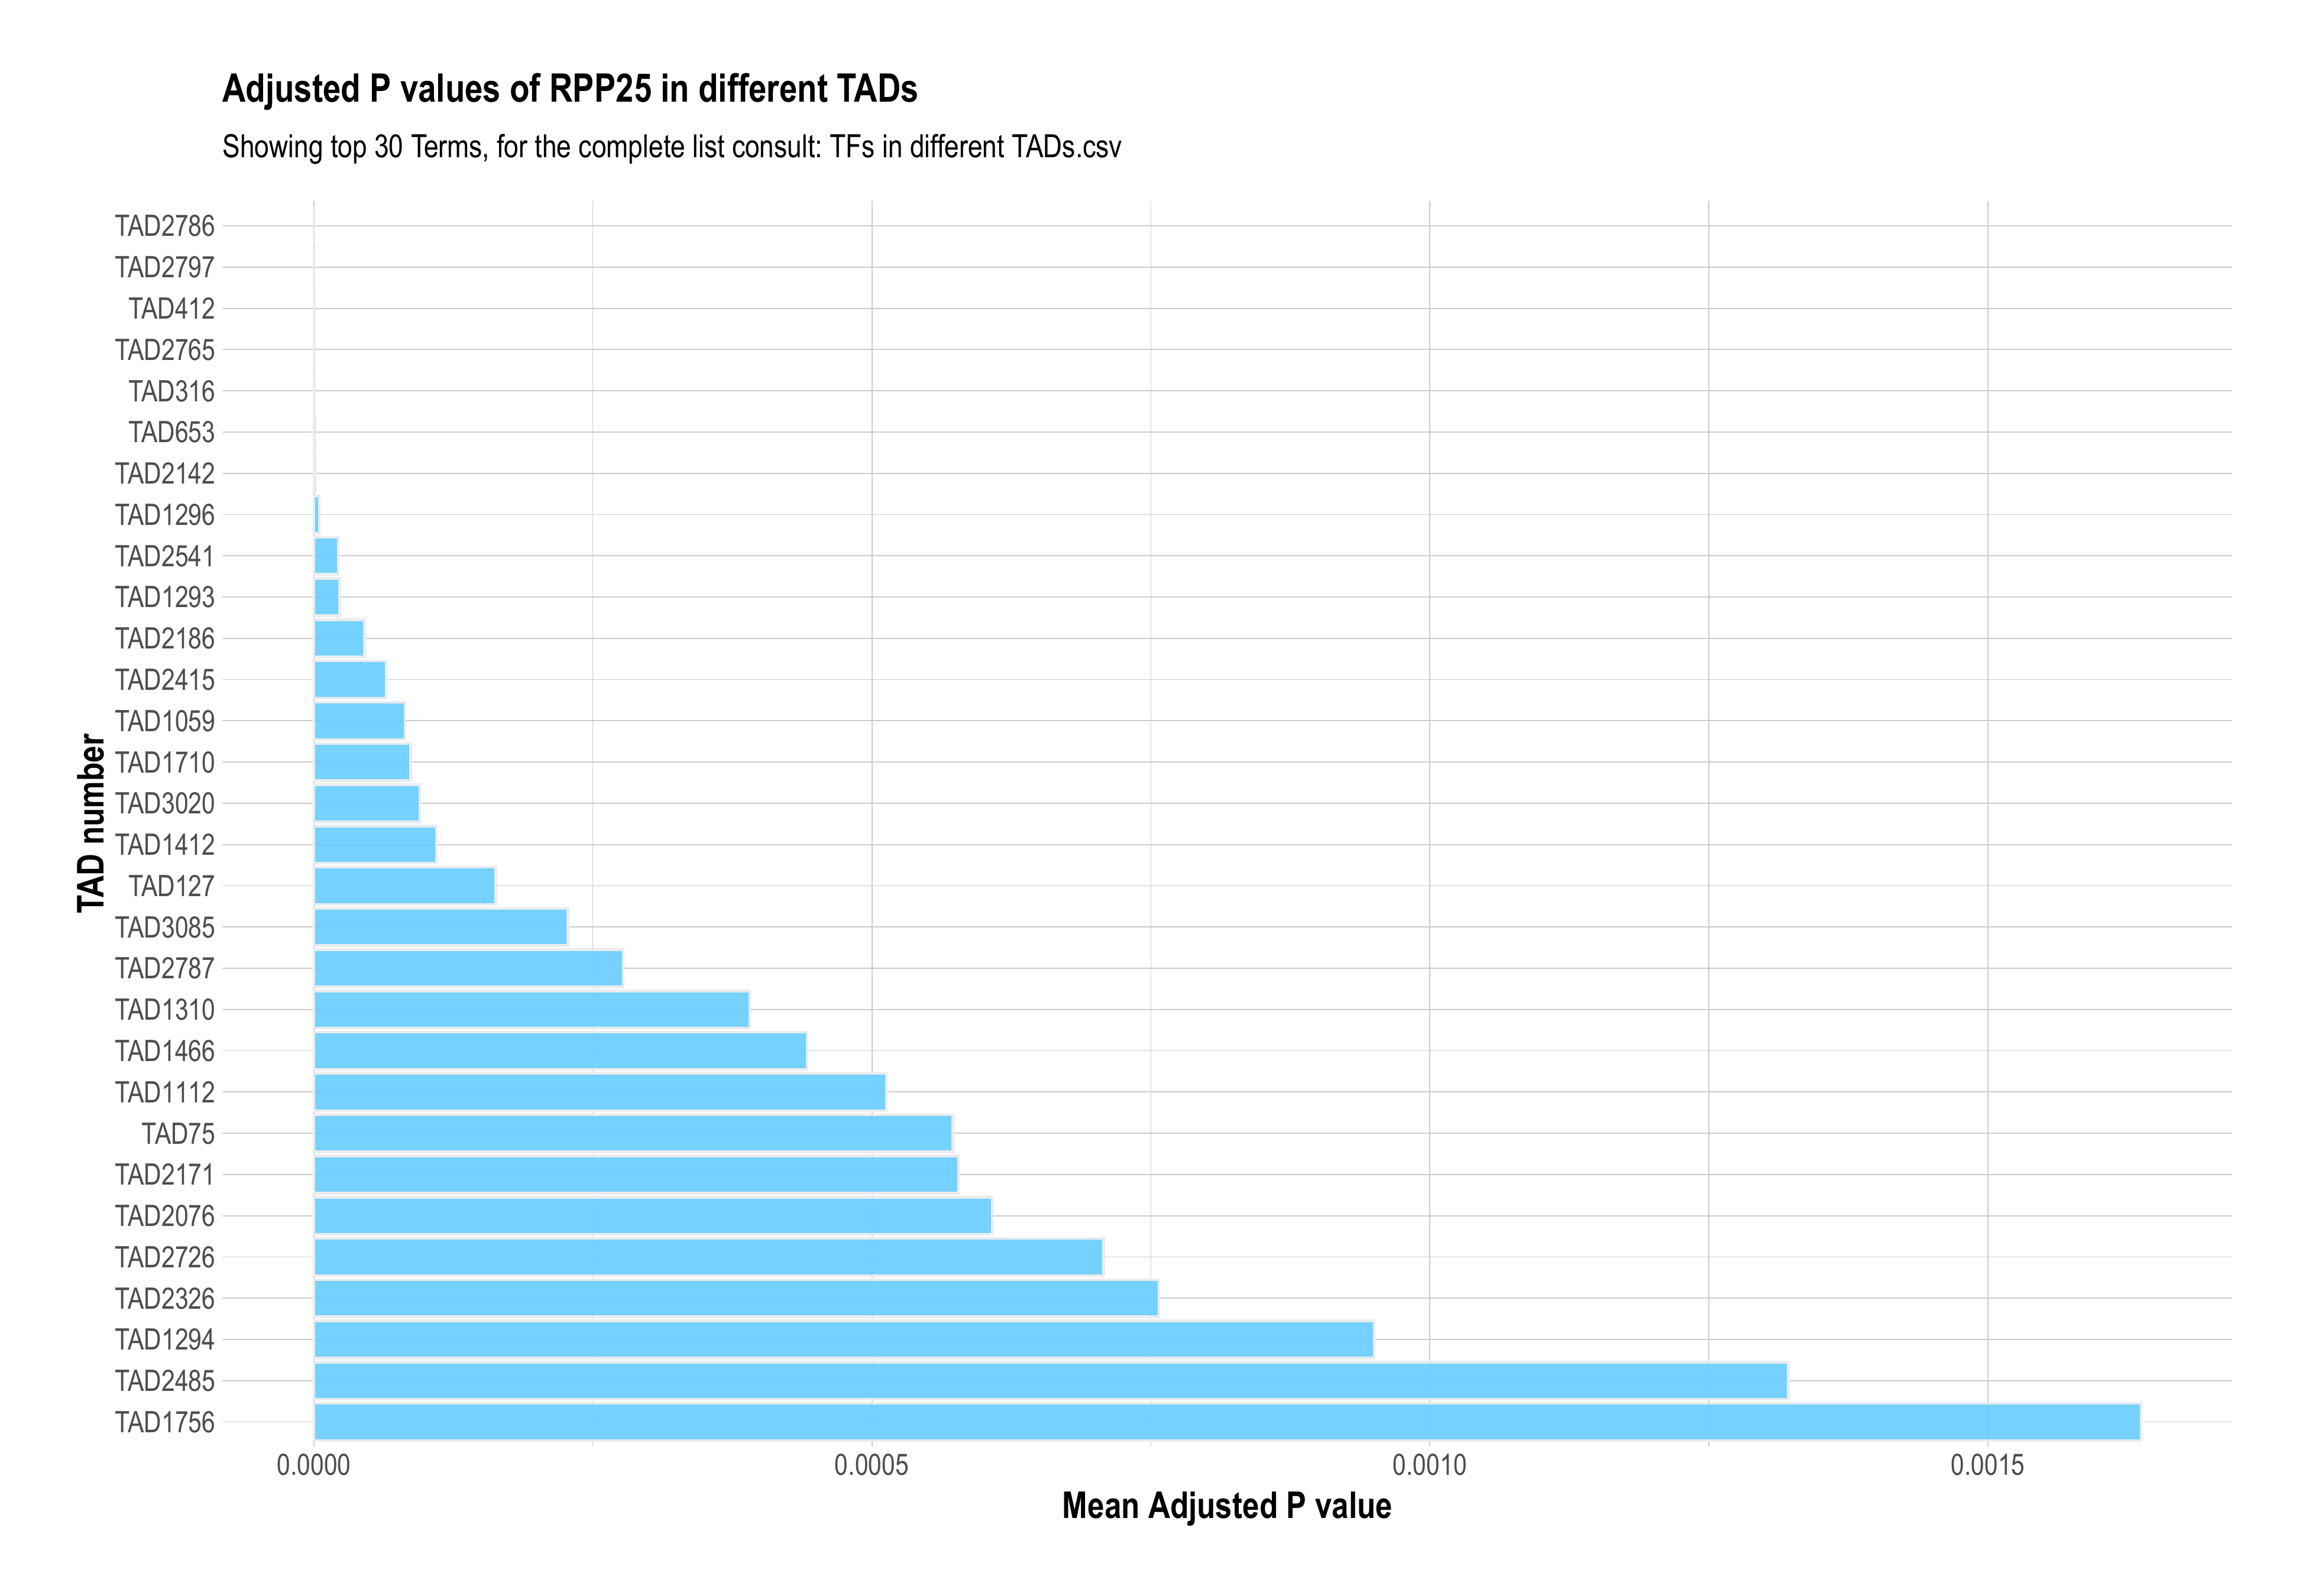 Adjusted P values of RPP25 in different TADs
Showing top 30 Terms, for the complete list consult: TFs in different TADs.csv
TAD number
TAD2786
TAD2797
TAD412
TAD2765
TAD316
TAD653
TAD2142
TAD1296
TAD2541
TAD1293
TAD2186
TAD2415
TAD1059
TAD1710
TAD3020
TAD1412
TAD127
TAD3085
TAD2787
TAD1310
TAD1466
TAD1112
TAD75
TAD2171
TAD2076
TAD2726
TAD2326
TAD1294
TAD2485
TAD1756
0.0000 0.0005 0.0010 0.0015
Mean Adjusted P value